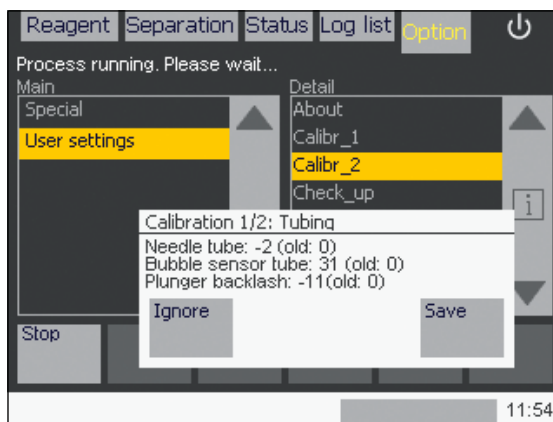 Reagent Separation Status Log list Option
Process running. Please wait...
Main
Detail
Special
User settings
About
Calibr_1
Calibr_2
Check_up
i
Calibration 1/2: Tubing
Needle tube: -2 (old: 0)
Bubble sensor tube: 31 (old: 0)
Plunger backlash: -11(old: 0)
Ignore
Save
Stop
11:54